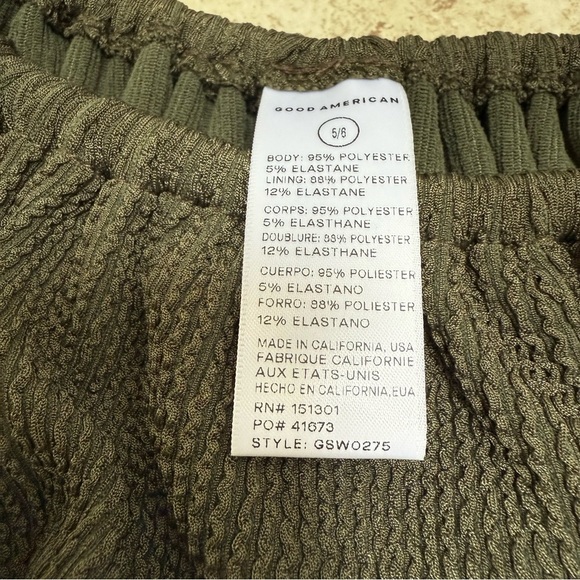 GOOD AMERICAN
5/6
BODY: 95% POLYESTER
5% ELASTANE
LINING: 88% POLYESTER
12% ELASTANE
CORPS: 95% POLYESTER
5% ELASTHANE
DOUBLURE: 88% POLYESTER
12% ELASTHANE
CUERPO: 95% POLIESTER
5% ELASTANO
FORRO: 88% POLIESTER
12% ELASTANO
MADE IN CALIFORNIA, USA
FABRIQUE CALIFORNIE
AUX ETATS-UNIS
HECHO EN CALIFORNIA,EUA
RN# 151301
PO# 41673
STYLE: GSW0275